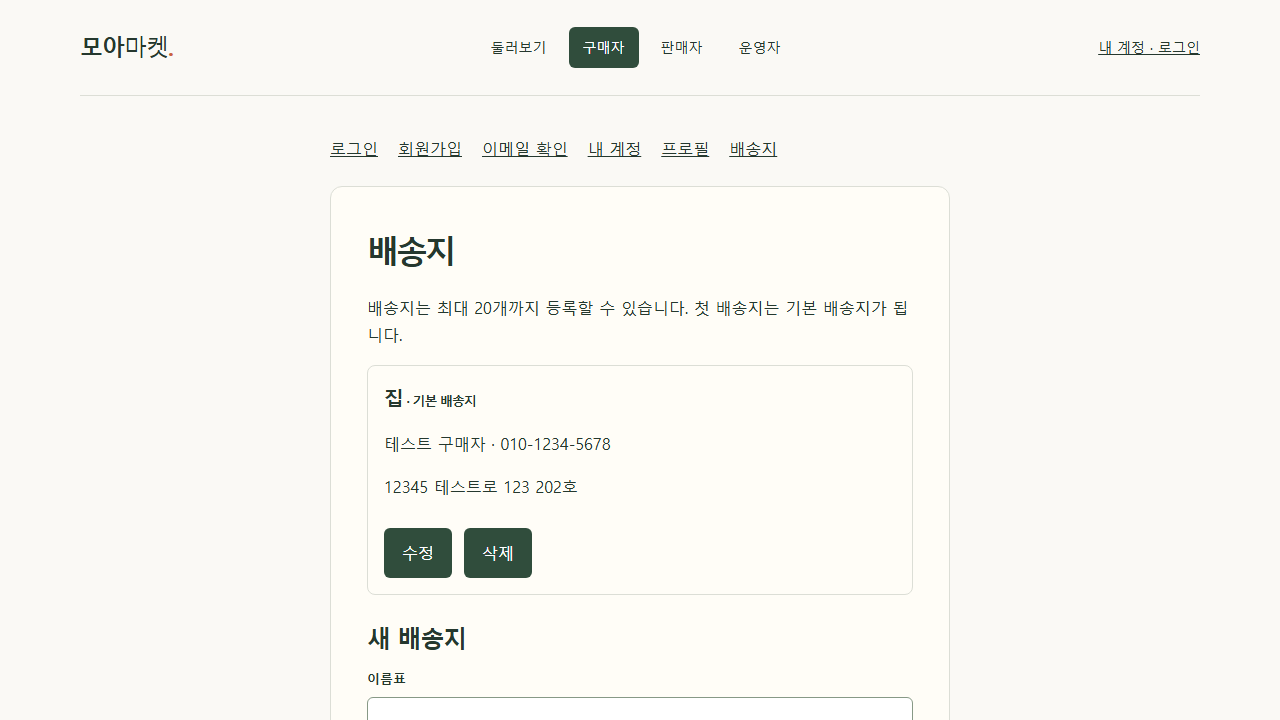 모아마켓.
둘러보기
구매자
판매자
운영자
내 계정 · 로그인
로그인
회원가입
이메일 확인
내 계정
프로필
배송지
배송지
배송지는 최대 20개까지 등록할 수 있습니다. 첫 배송지는 기본 배송지가 됩
니다.
집 · 기본 배송지
테스트 구매자 · 010-1234-5678
12345 테스트로 123 202호
수정
삭제
새 배송지
이름표